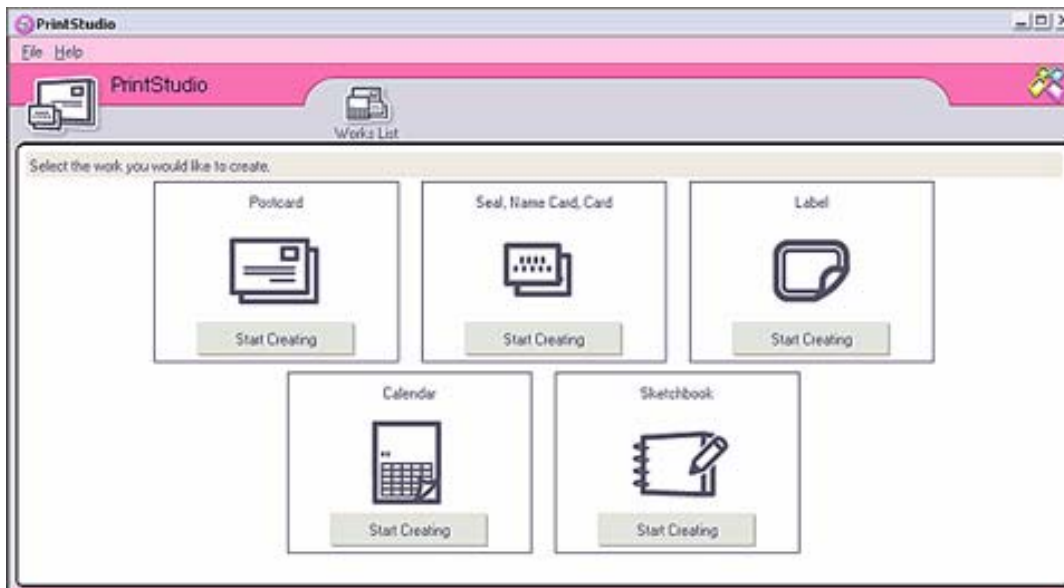 PrintStudio
File Help
PrintStudio
Works List
Select the work you would like to create.
Postcard
Seal, Name Card, Card
Label
Start Creating
Start Creating
Start Creating
Calendar
Sketchbook
Start Creating
Start Creating